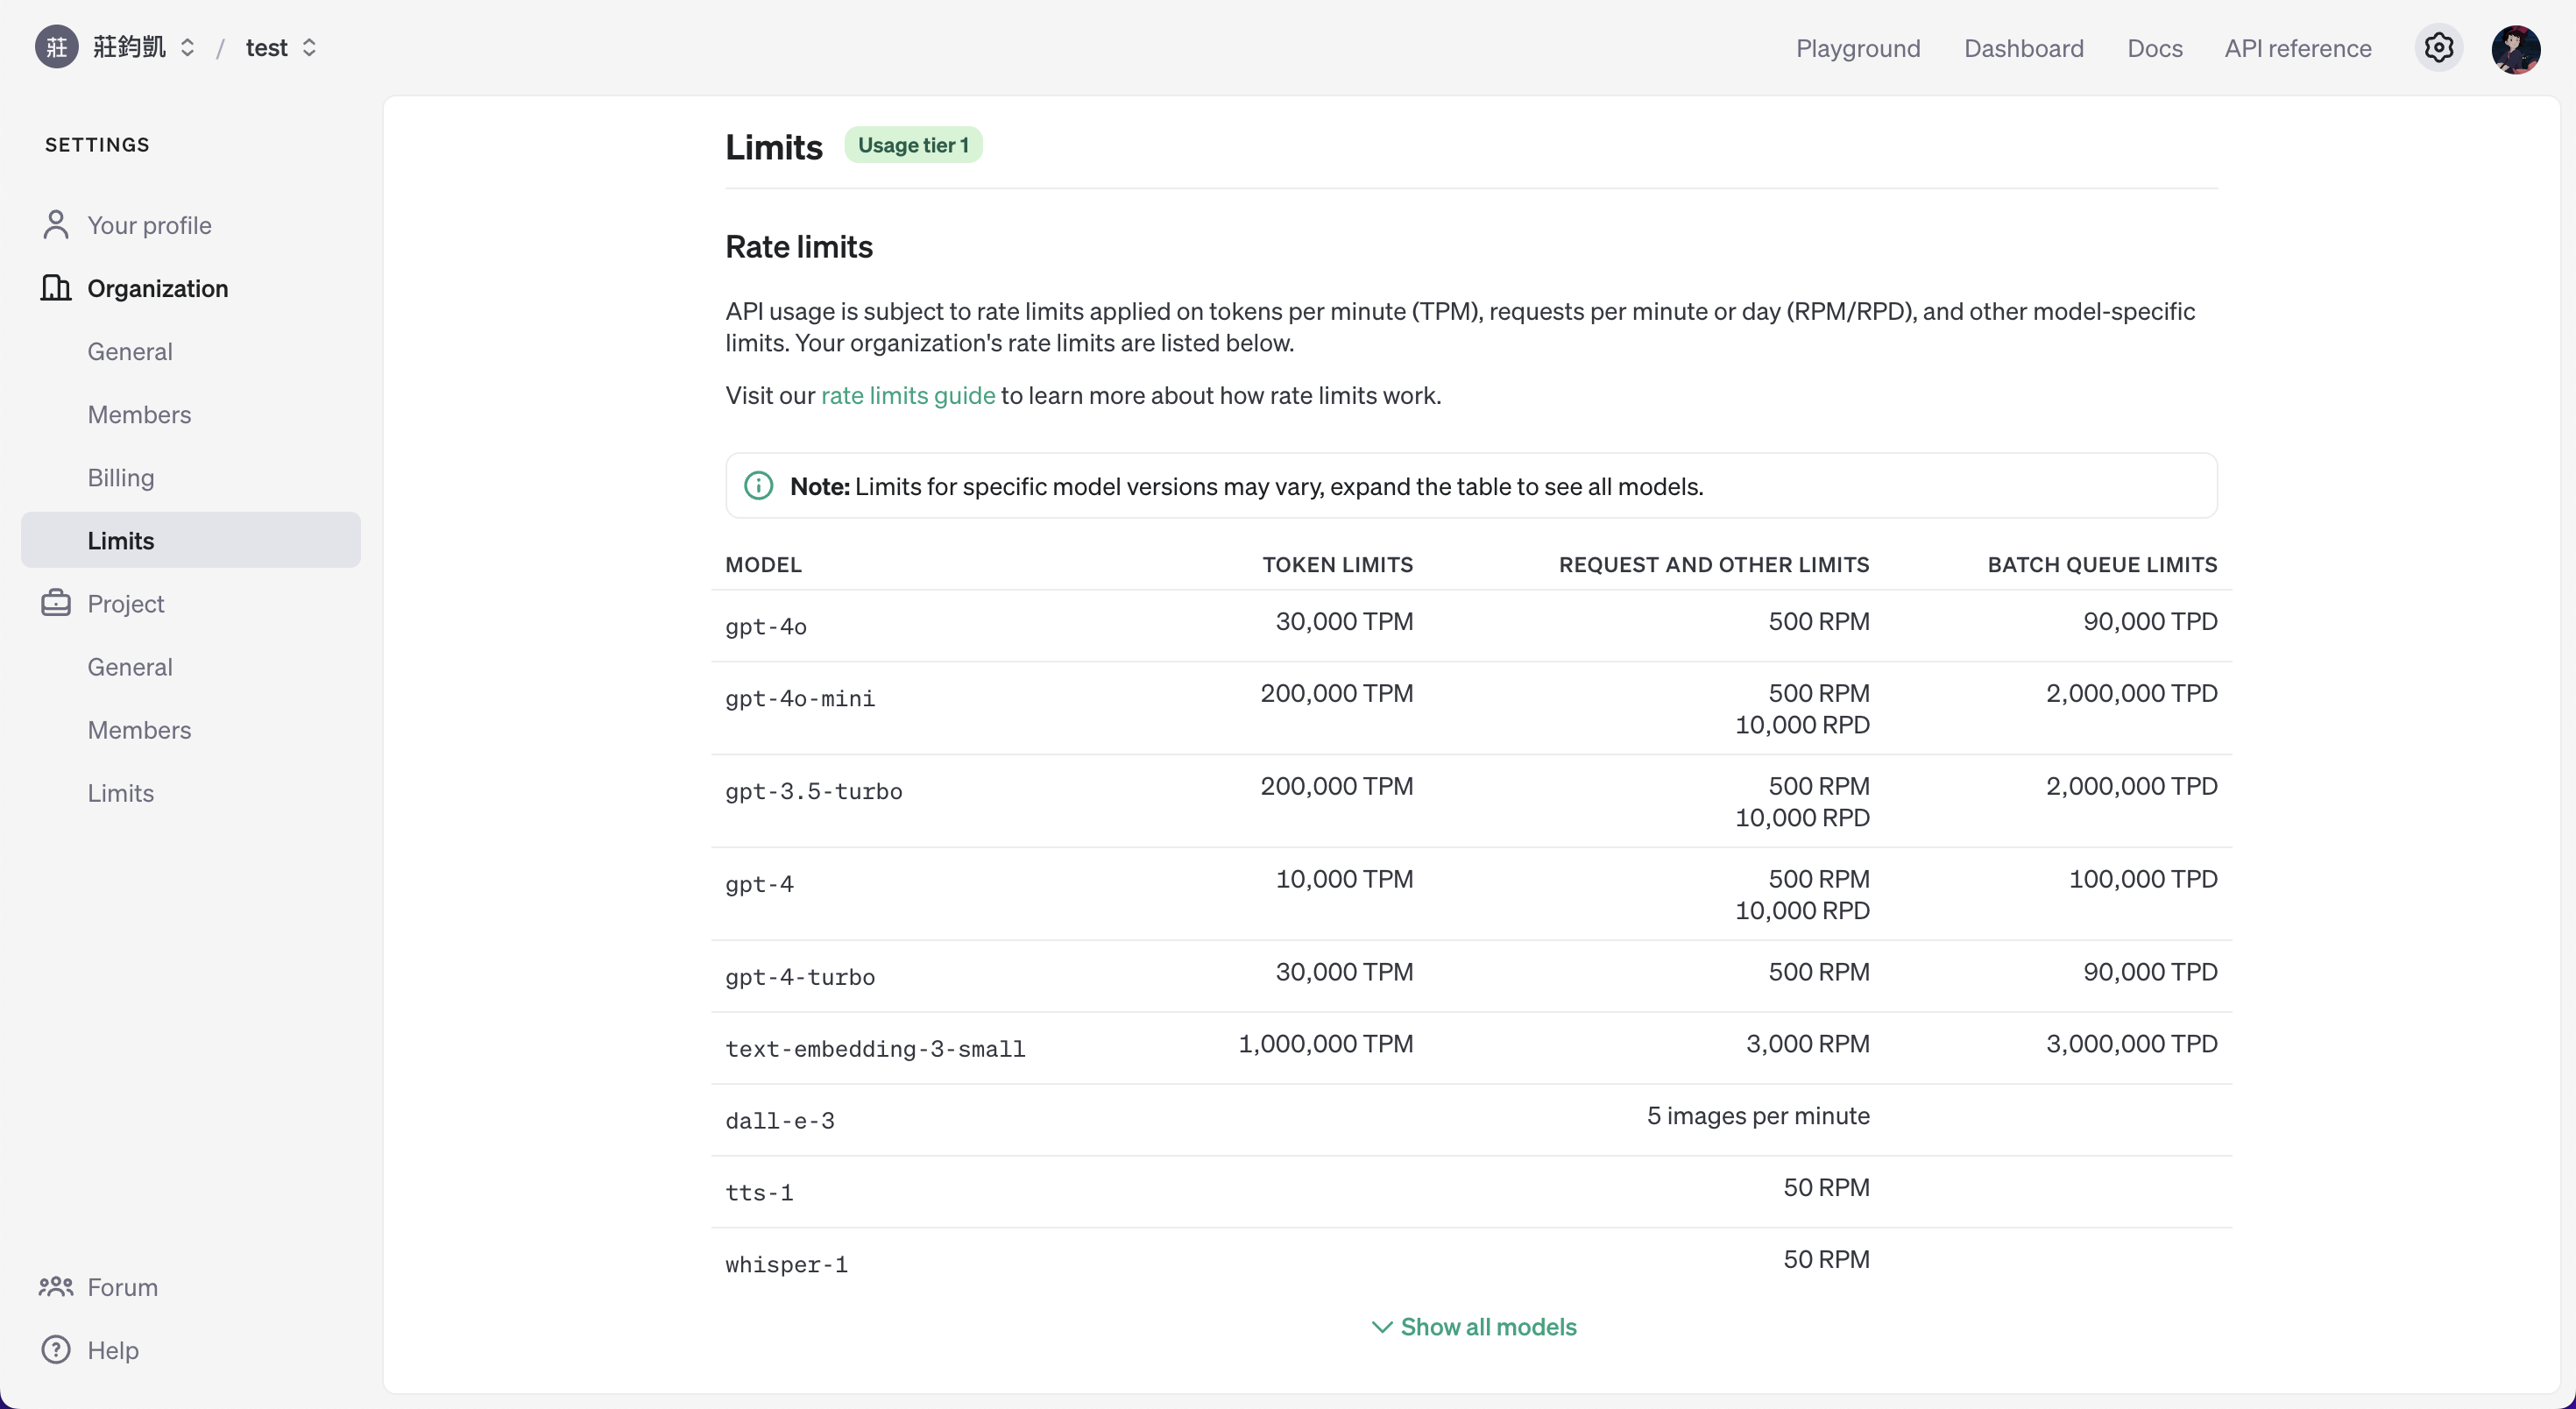 莊 莊鈞凱 / test Playground Dashboard Docs API reference
SETTINGS
Your profile
Organization
General
Members
Billing
Limits
Project
General
Members
Limits
Forum
Help
Limits Usage tier 1
Rate limits
API usage is subject to rate limits applied on tokens per minute (TPM), requests per minute or day (RPM/RPD), and other model-specific
limits. Your organization's rate limits are listed below.
Visit our rate limits guide to learn more about how rate limits work.
Note: Limits for specific model versions may vary, expand the table to see all models.
MODEL TOKEN LIMITS REQUEST AND OTHER LIMITS BATCH QUEUE LIMITS
gpt-4o 30,000 TPM 500 RPM 90,000 TPD
gpt-4o-mini 200,000 TPM 500 RPM 2,000,000 TPD
10,000 RPD
gpt-3.5-turbo 200,000 TPM 500 RPM 2,000,000 TPD
10,000 RPD
gpt-4 10,000 TPM 500 RPM 100,000 TPD
10,000 RPD
gpt-4-turbo 30,000 TPM 500 RPM 90,000 TPD
text-embedding-3-small 1,000,000 TPM 3,000 RPM 3,000,000 TPD
dall-e-3 5 images per minute
tts-1 50 RPM
whisper-1 50 RPM
Show all models